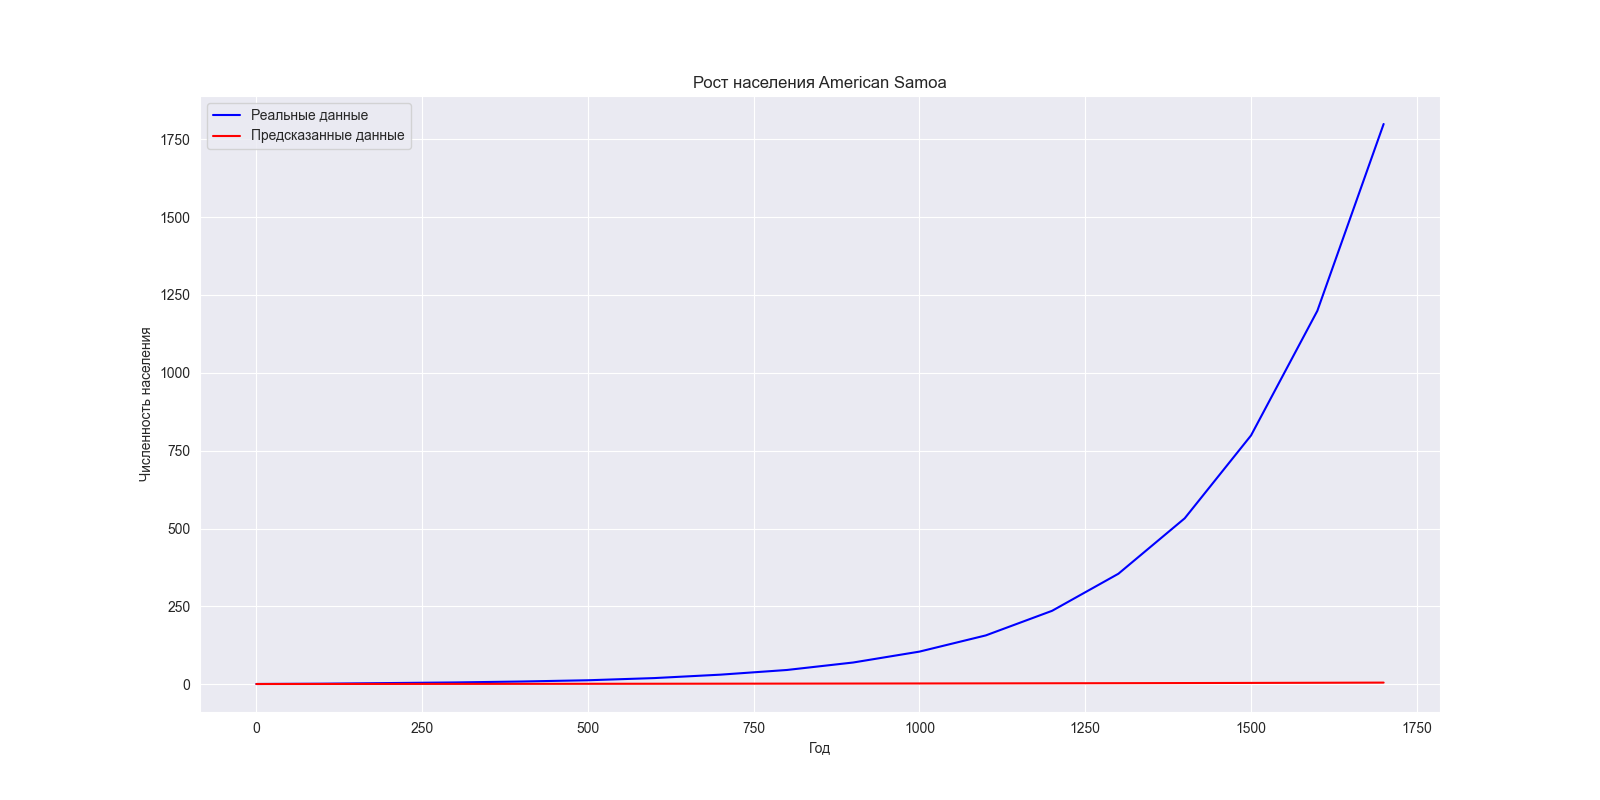 Рост населения American Samoa
Реальные данные
Предсказанные данные
1750
1500
1250
1000
750
500
250
0
Численность населения
0 250 500 750 1000 1250 1500 1750
Год